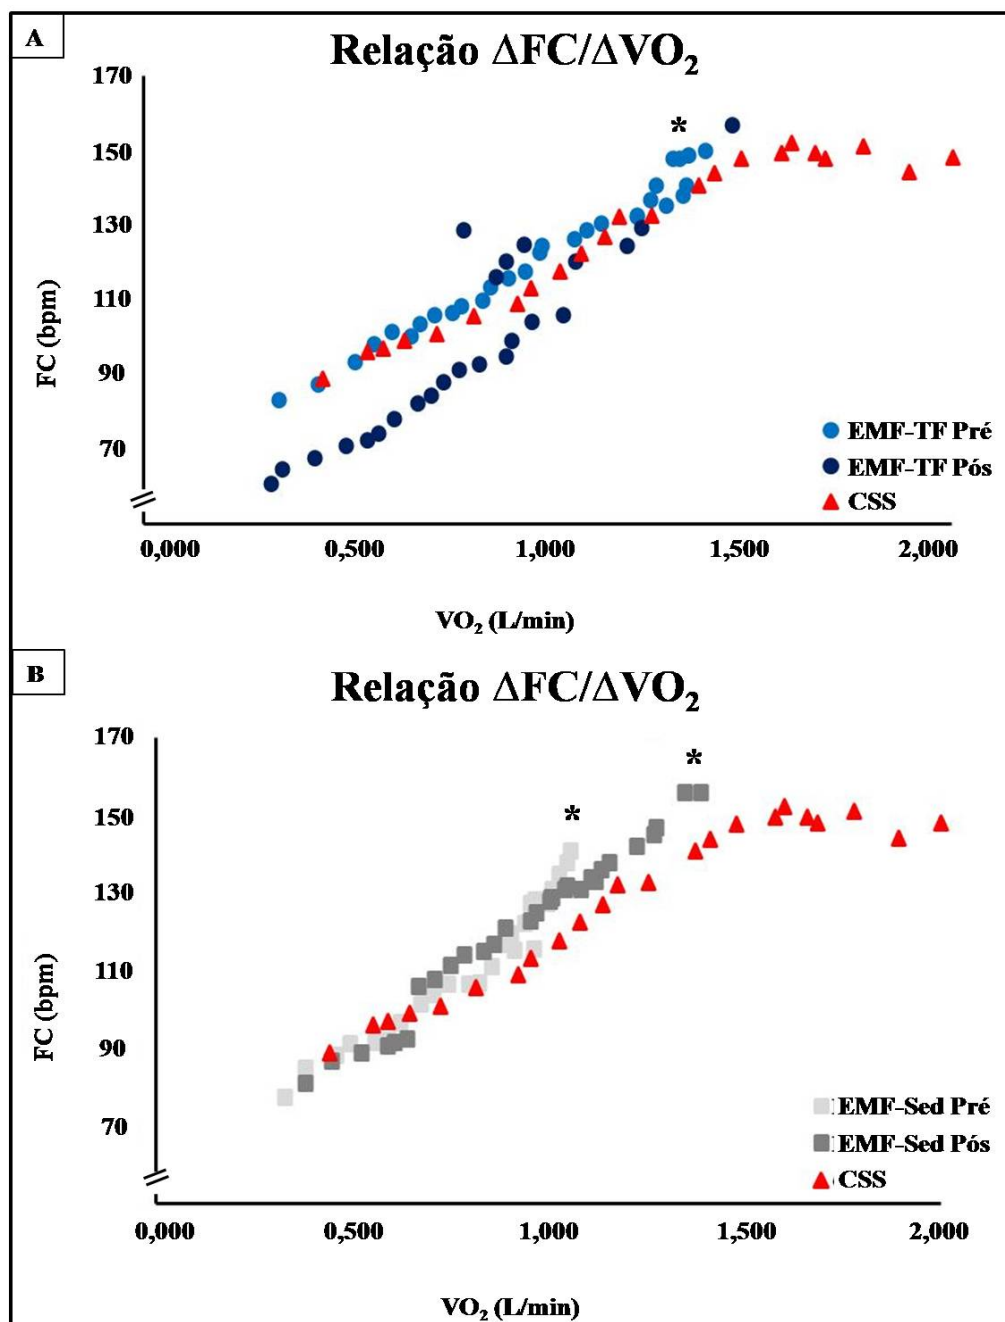 A
Relação ΔFC/ΔVO₂
170
150
130
110
90
70
FC (bpm)
*
EMF-TF Pré
EMF-TF Pós
CSS
0,000 0,500 1,000 1,500 2,000
VO₂ (L/min)
B
Relação ΔFC/ΔVO₂
170
150
130
110
90
70
FC (bpm)
* *
EMF-Sed Pré
EMF-Sed Pós
CSS
0,000 0,500 1,000 1,500 2,000
VO₂ (L/min)